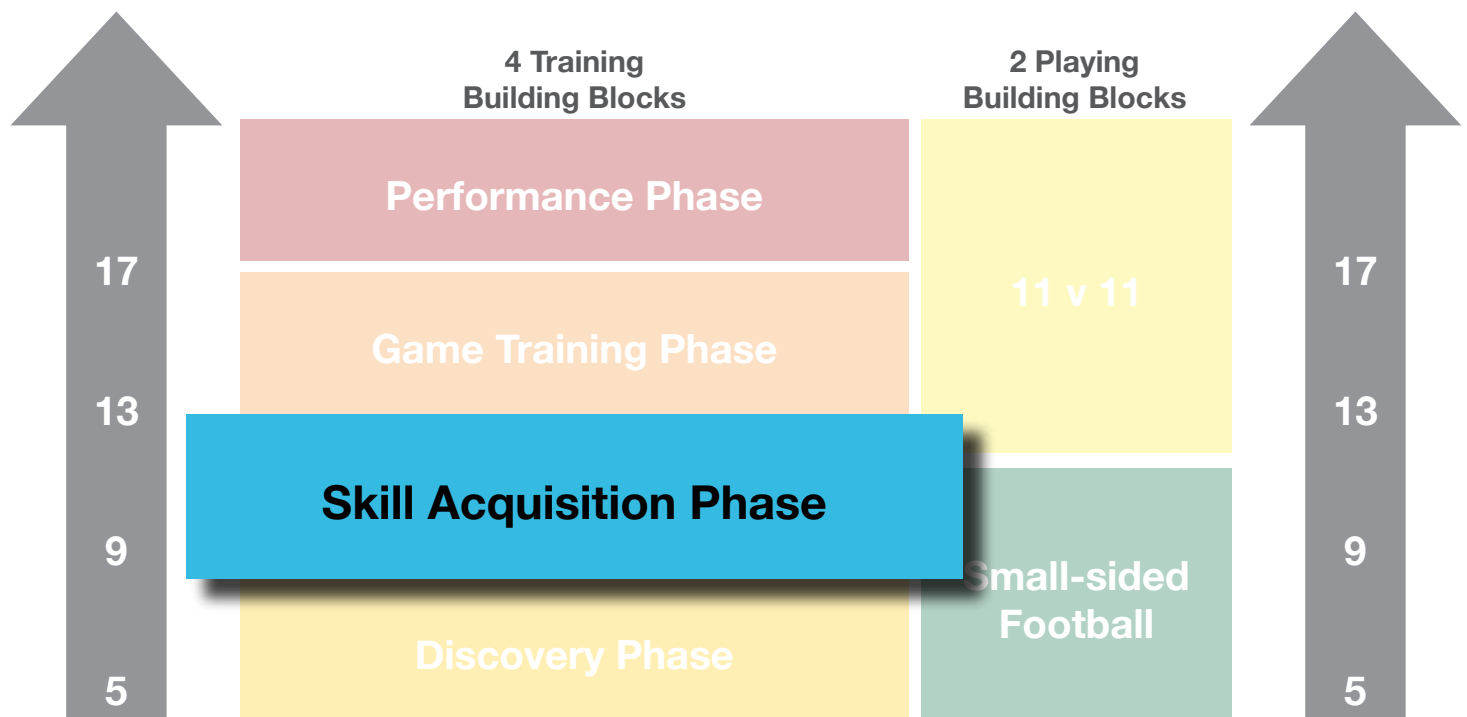 4 Training
Building Blocks
2 Playing
Building Blocks
Performance Phase
17
11 v 11
17
Game Training Phase
13
13
Skill Acquisition Phase
9
9
Small-sided
Football
Discovery Phase
5
5